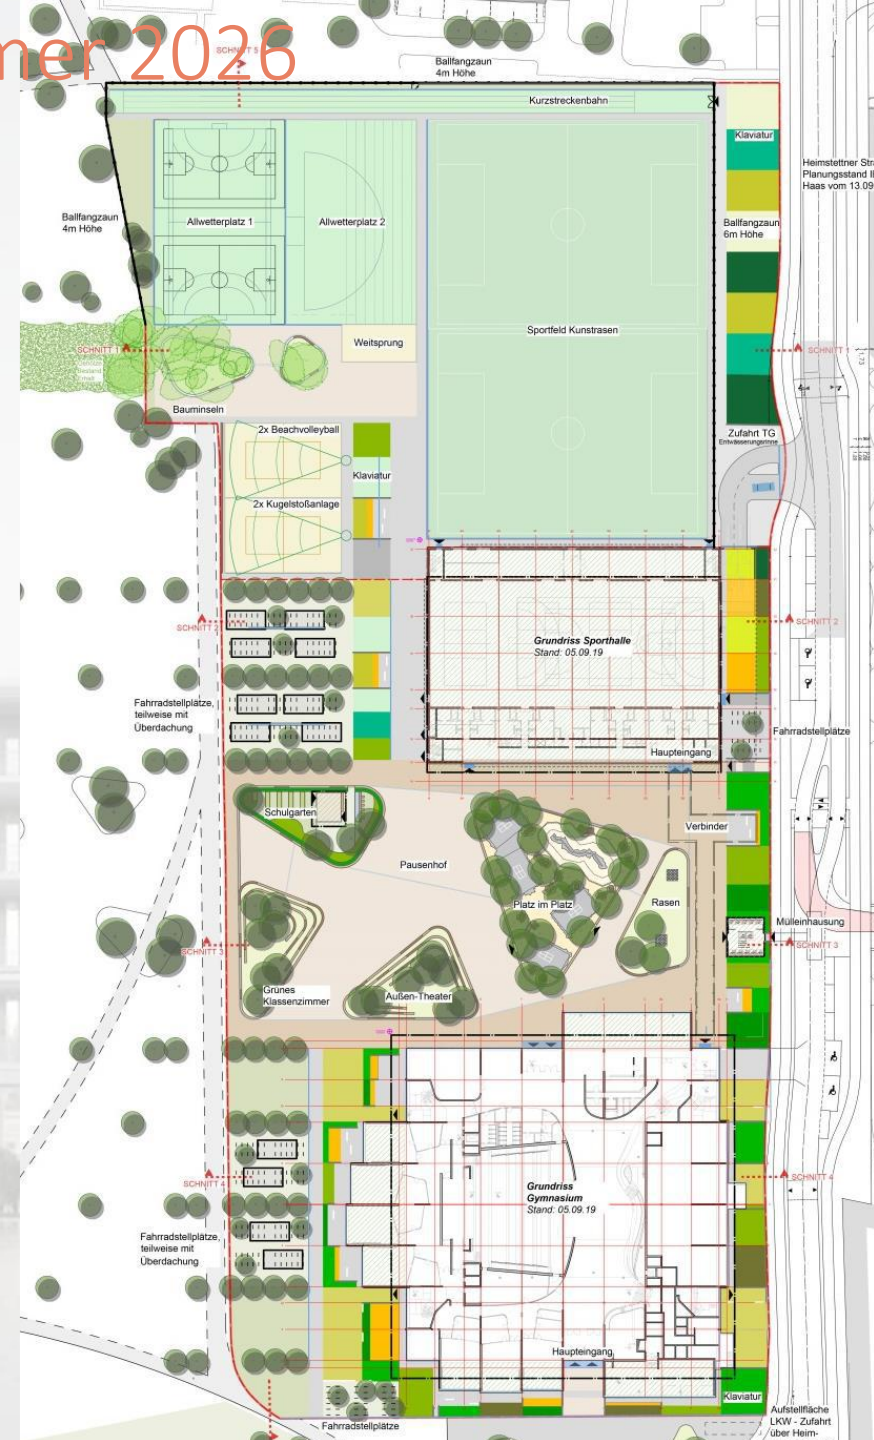 mer 2026
SCHNITT 5
Ballfangzaun
4m Höhe
Kurzstreckenbahn
Klaviatur
Heimstettner Str
Planungsstand
Haas vom 13.09
Ballfangzaun
4m Höhe
Allwetterplatz 1
Allwetterplatz 2
Ballfangzaun
6m Höhe
Sportfeld Kunstrasen
Weitsprung
SCHNITT 1
SCHNITT 1
Bauminseln
2x Beachvolleyball
Zufahrt TG
Entwässerungsrinne
Klaviatur
2x Kugelstoßanlage
SCHNITT 2
SCHNITT 2
Grundriss Sporthalle
Stand: 05.09.19
Fahrradstellplätze,
teilweise mit
Überdachung
Fahrradstellplätze
Haupteingang
Schulgarten
Verbinder
Pausenhof
Platz im Platz
Rasen
Mülleinhausung
SCHNITT 3
SCHNITT 3
Grünes
Klassenzimmer
Außen-Theater
Grundriss
Gymnasium
Stand: 05.09.19
SCHNITT 4
SCHNITT 4
Fahrradstellplätze,
teilweise mit
Überdachung
Haupteingang
Klaviatur
Fahrradstellplätze
Aufstellfläche
LKW - Zufahrt
über Heim-